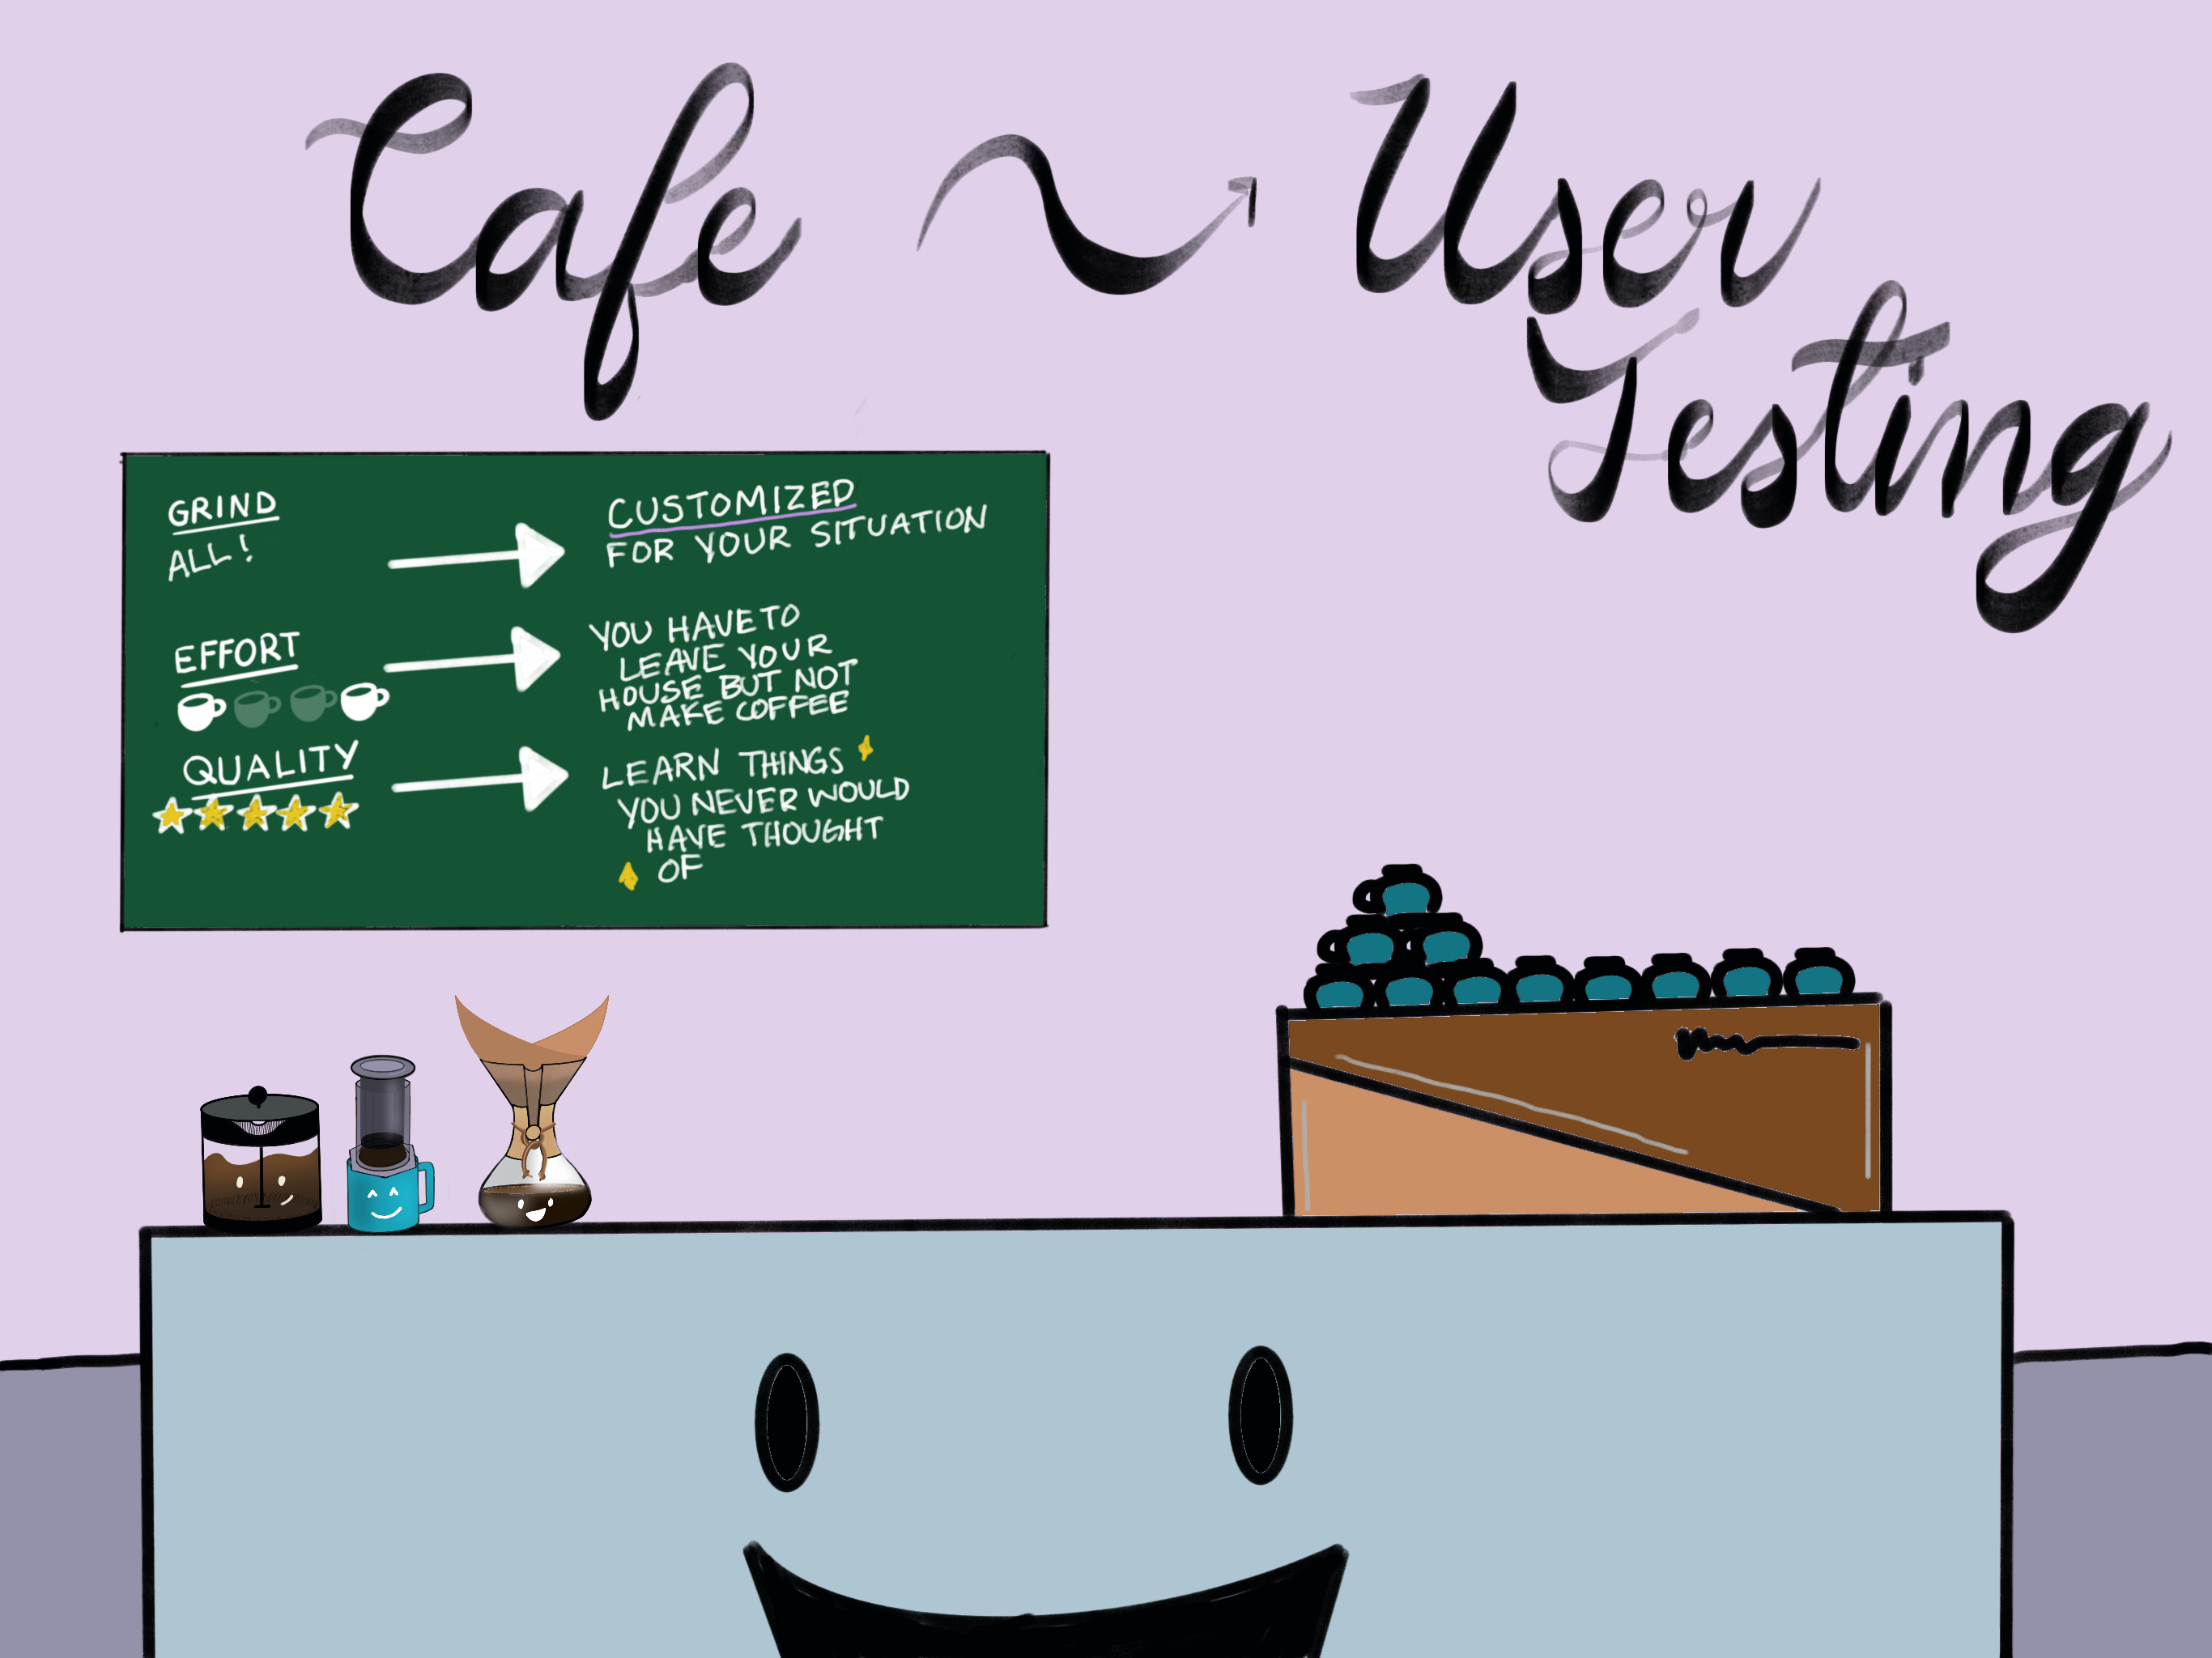 Cafe
User
Testing
GRIND
ALL!
CUSTOMIZED
FOR YOUR SITUATION
EFFORT
YOU HAVE TO
LEAVE YOUR
HOUSE BUT NOT
MAKE COFFEE
QUALITY
LEARN THINGS
YOU NEVER WOULD
HAVE THOUGHT
OF